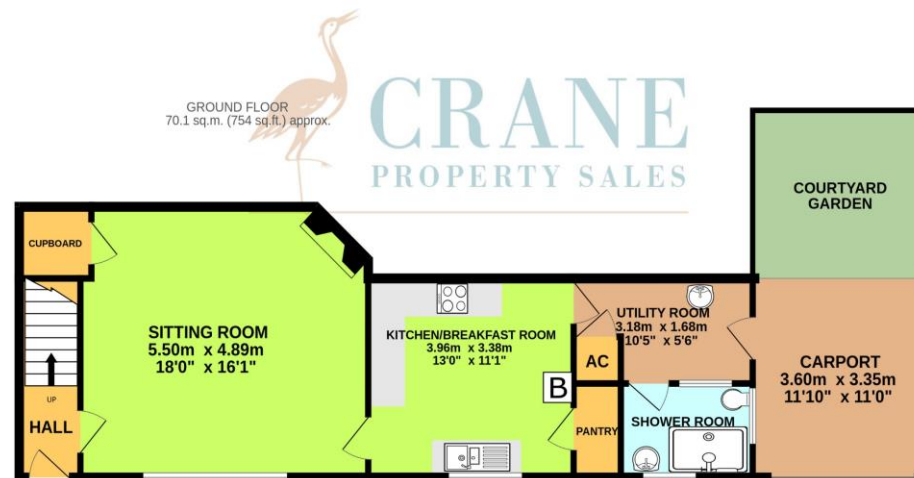 GROUND FLOOR
70.1 sq.m. (754 sq.ft.) approx.
CRANE
PROPERTY SALES
COURTYARD
GARDEN
CUPBOARD
SITTING ROOM
5.50m x 4.89m
18'0" x 16'1"
UP
HALL
KITCHEN/BREAKFAST ROOM
3.96m x 3.38m
13'0" x 11'1"
UTILITY ROOM
3.18m x 1.68m
10'5" x 5'6"
AC
B
PANTRY
SHOWER ROOM
CARPORT
3.60m x 3.35m
11'10" x 11'0"